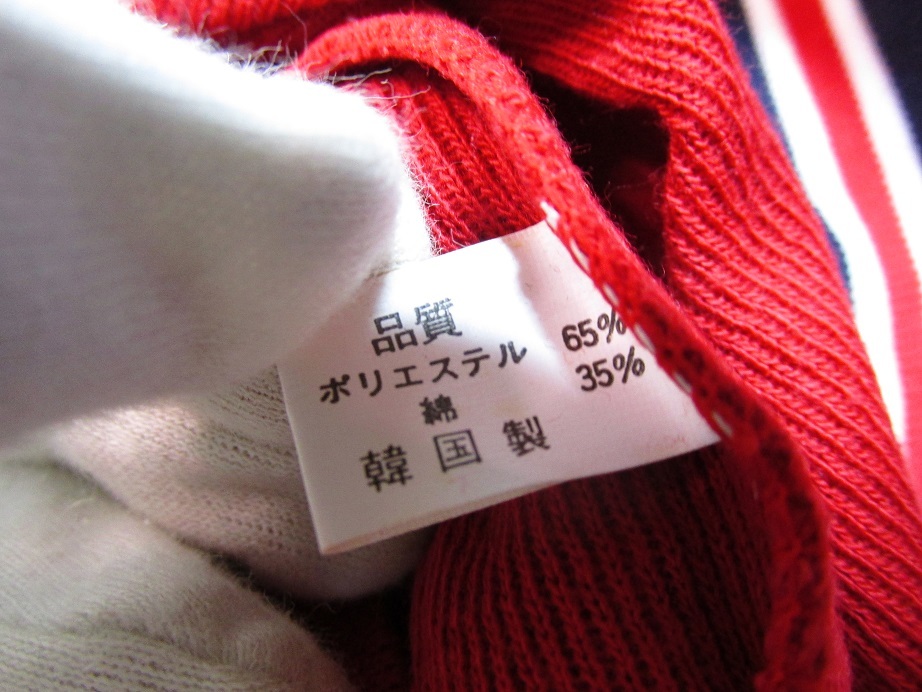 品質
ポリエステル 65%
綿 35%
韓国製